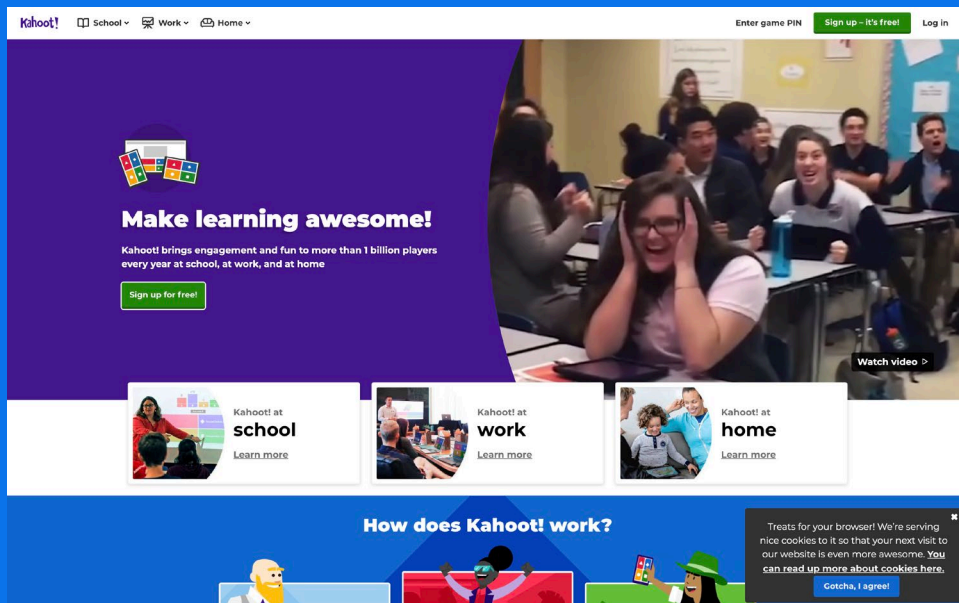 Kahoot!
School
Work
Home
Enter game PIN
Sign up – it's free!
Log in
Make learning awesome!
Kahoot! brings engagement and fun to more than 1 billion players
every year at school, at work, and at home
Sign up for free!
Watch video
Kahoot! at
school
Learn more
Kahoot! at
work
Learn more
Kahoot! at
home
Learn more
How does Kahoot! work?
Treats for your browser! We're serving
nice cookies to it so that your next visit to
our website is even more awesome. You
can read up more about cookies here.
Gotcha, I agree!